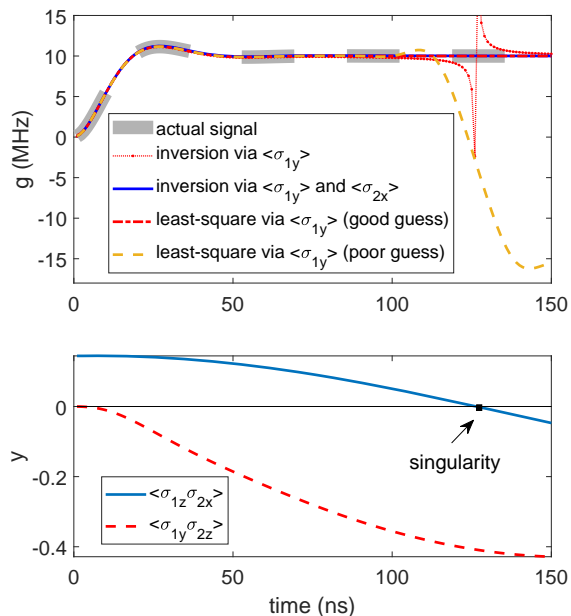 15
10
5
0
-5
-10
-15
g (MHz)
actual signal
inversion via <σ1y>
inversion via <σ1y> and <σ2x>
least-square via <σ1y> (good guess)
least-square via <σ1y> (poor guess)
0 50 100 150
0
-0.2
-0.4
y
singularity
<σ1zσ2x>
<σ1yσ2z>
0 50 100 150
time (ns)